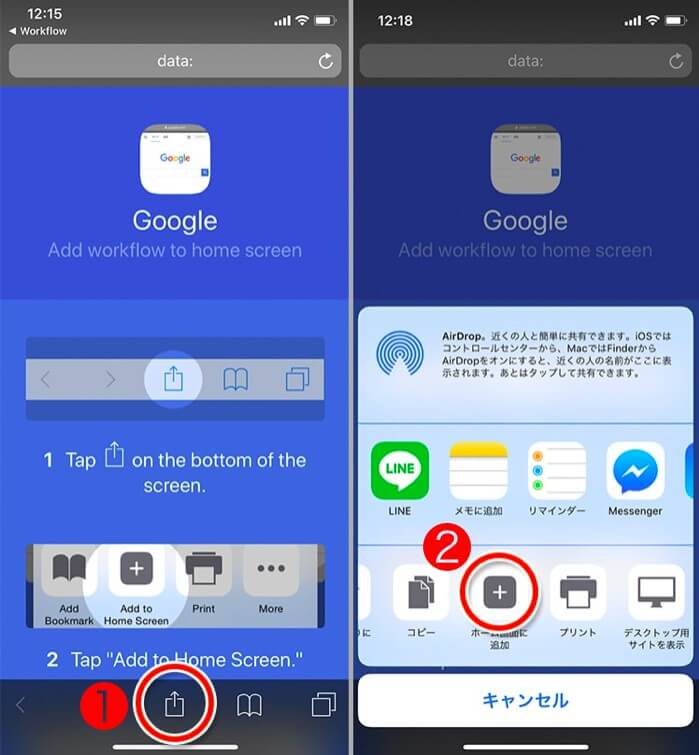 12:15
Workflow
data:
Google
Google
Add workflow to home screen
1 Tap on the bottom of the
screen.
Add
Bookmark
Add to
Home Screen
Print
More
2 Tap "Add to Home Screen."
1
12:18
data:
Google
Google
Add workflow to home screen
AirDrop。近くの人と簡単に共有できます。iOSでは
コントロールセンターから、MacではFinderから
AirDropをオンにすると、近くの人の名前がここに表
示されます。あとはタップして共有できます。
LINE
LINE
メモに追加
リマインダー
Messenger
2
りに
コピー
ホーム画面に
追加
プリント
デスクトップ用
サイトを表示
キャンセル